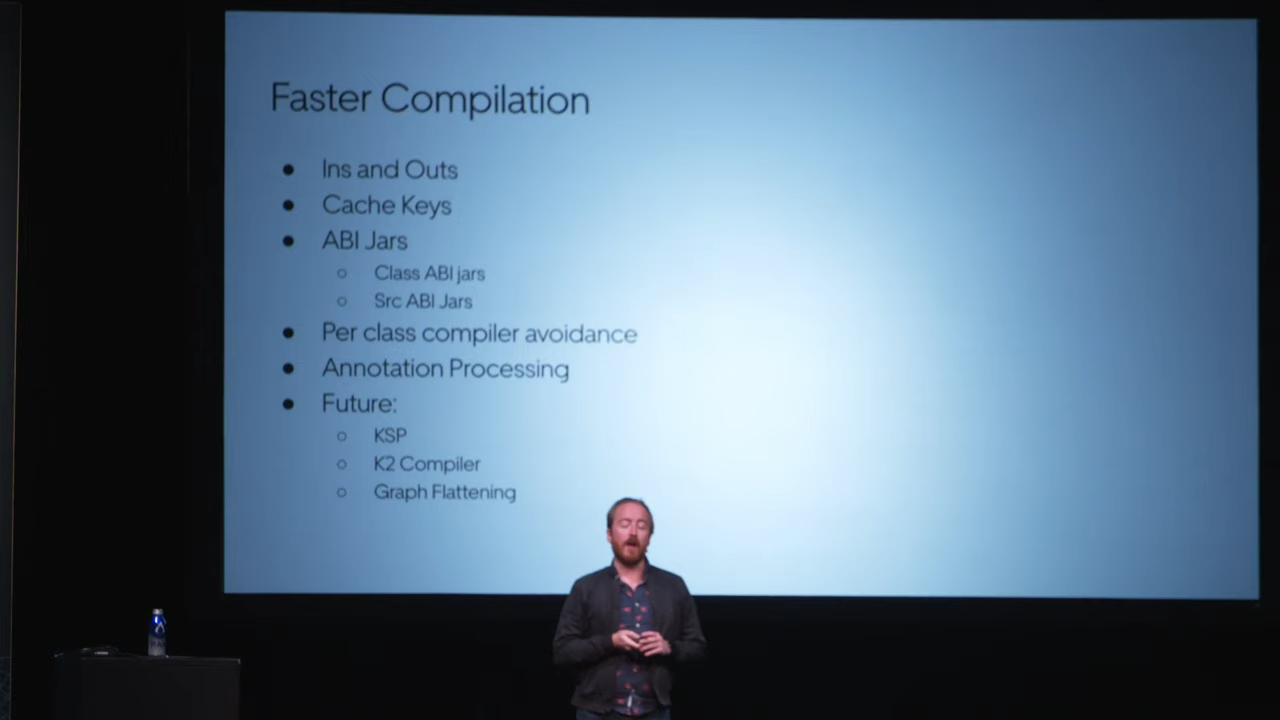 Faster Compilation
● Ins and Outs
● Cache Keys
● ABI Jars
○ Class ABI jars
○ Src ABI Jars
● Per class compiler avoidance
● Annotation Processing
● Future:
○ KSP
○ K2 Compiler
○ Graph Flattening